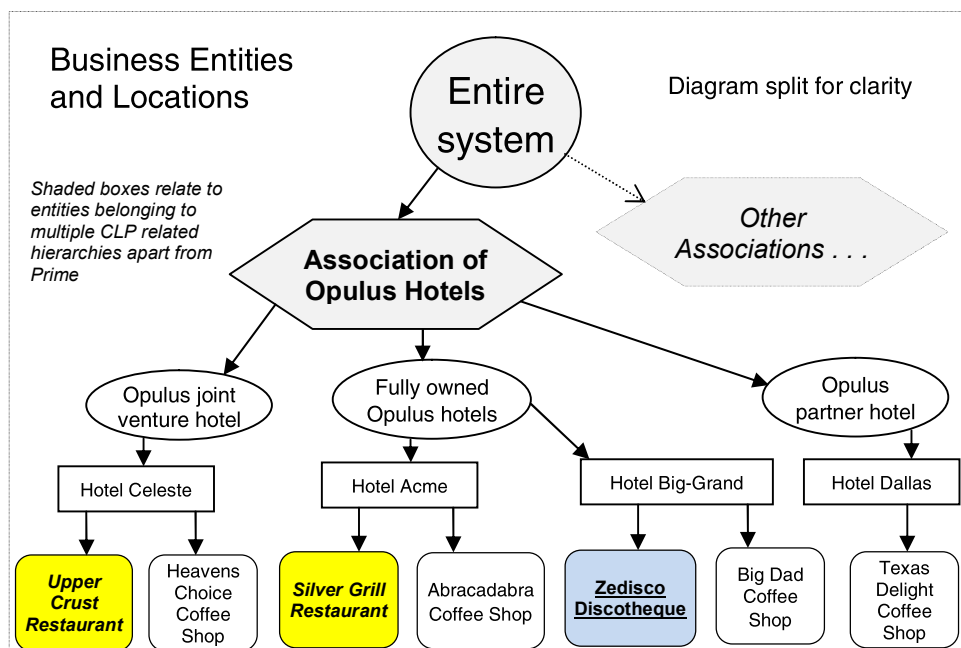 Business Entities
and Locations
Entire
system
Diagram split for clarity
Shaded boxes relate to
entities belonging to
multiple CLP related
hierarchies apart from
Prime
Other
Associations . . .
Association of
Opulus Hotels
Opulus joint
venture hotel
Fully owned
Opulus hotels
Opulus
partner hotel
Hotel Celeste
Hotel Acme
Hotel Big-Grand
Hotel Dallas
Upper
Crust
Restaurant
Heavens
Choice
Coffee
Shop
Silver Grill
Restaurant
Abracadabra
Coffee Shop
Zedisco
Discotheque
Big Dad
Coffee
Shop
Texas
Delight
Coffee
Shop